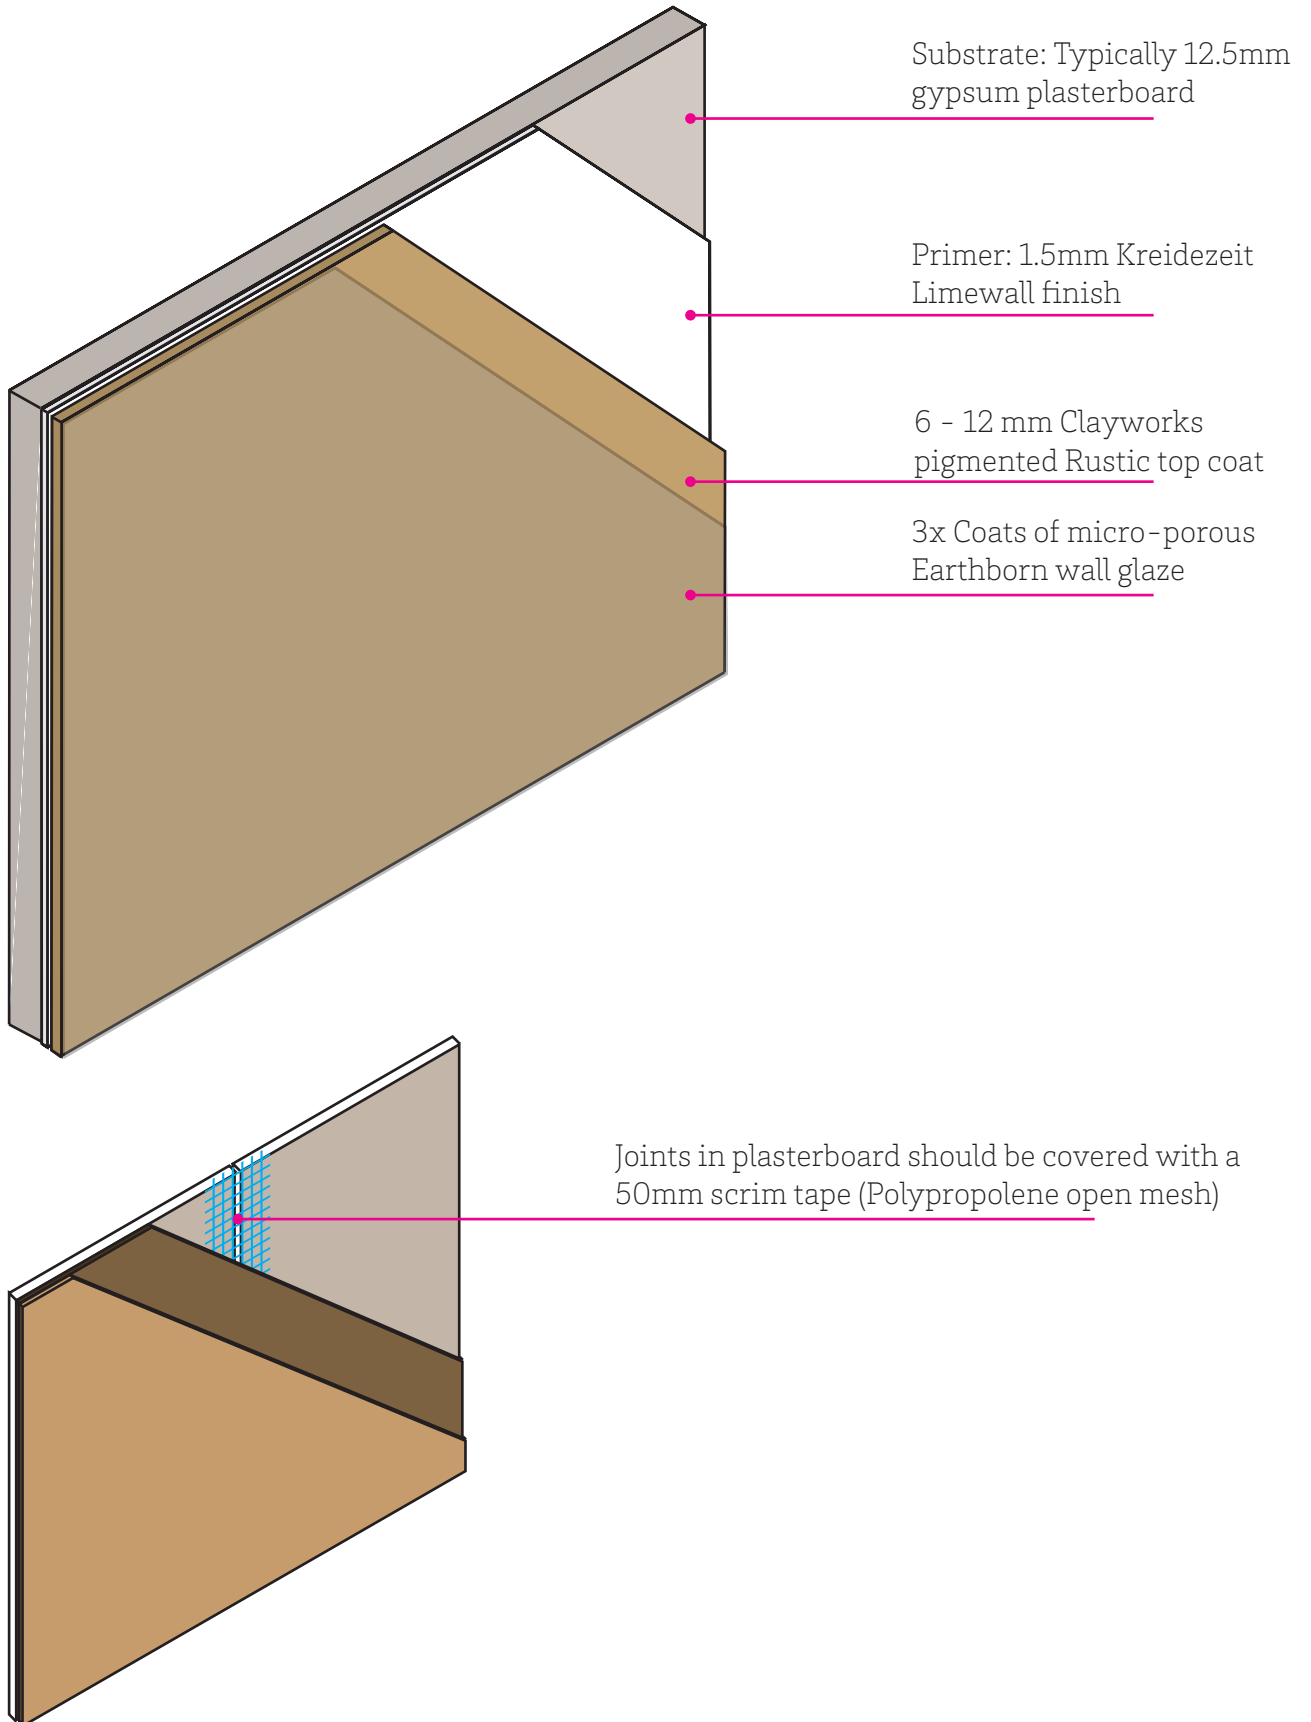 Substrate: Typically 12.5mm
gypsum plasterboard
Primer: 1.5mm Kreidezeit
Limewall finish
6 - 12 mm Clayworks
pigmented Rustic top coat
3x Coats of micro-porous
Earthborn wall glaze
Joints in plasterboard should be covered with a
50mm scrim tape (Polypropolene open mesh)